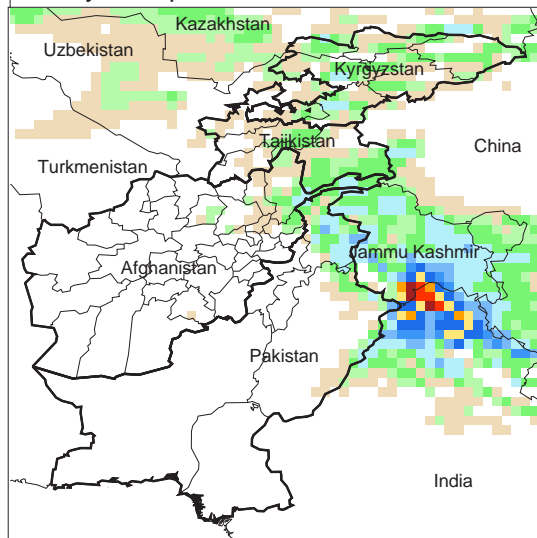 Kazakhstan
Uzbekistan
Kyrgyzstan
Tajikistan
China
Turkmenistan
Jammu Kashmir
Afghanistan
Pakistan
India